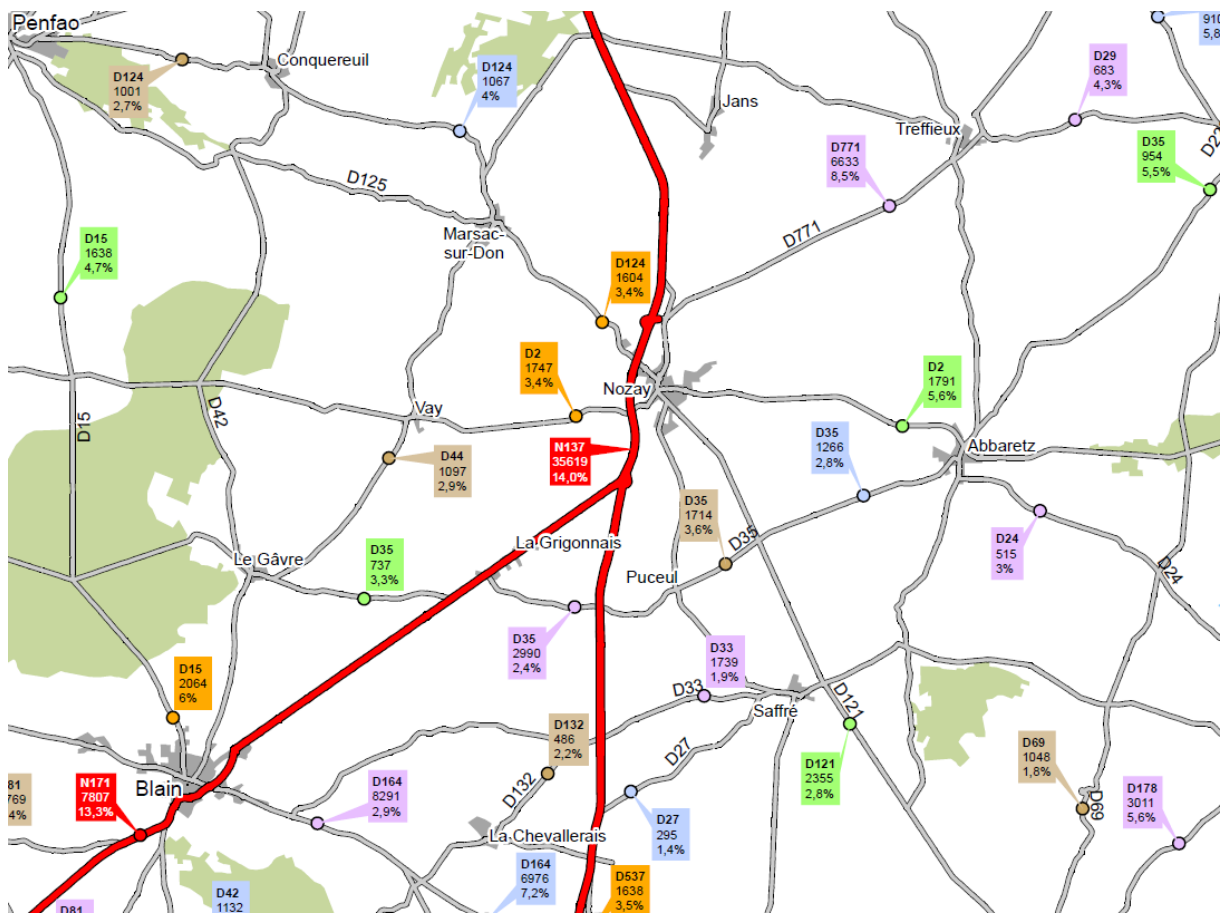 Penfao
910
5,8
D124
1001
2,7%
Conquereuil
D124
1067
4%
Jans
D29
683
4,3%
Treffieux
D771
6633
8,5%
D35
954
5,5%
D125
D15
1638
4,7%
Marsac-
sur-Don
D771
D124
1604
3,4%
D2
1747
3,4%
Nozay
D2
1791
5,6%
D15
D42
Vay
N137
35619
14,0%
D44
1097
2,9%
D35
1266
2,8%
Abbaretz
D35
1714
3,6%
D35
D24
515
3%
La Grigonnais
Le Gâvre
D35
737
3,3%
Puceul
D24
D35
2990
2,4%
D33
1739
1,9%
D15
2064
6%
D33
Saffré
D121
D132
486
2,2%
D27
D121
2355
2,8%
D69
1048
1,8%
Blain
81
769
4%
N171
7807
13,3%
D164
8291
2,9%
D132
D27
295
1,4%
D69
D178
3011
5,6%
La Chevallerais
D164
6976
7,2%
D42
1132
D537
1638
3,5%
D81